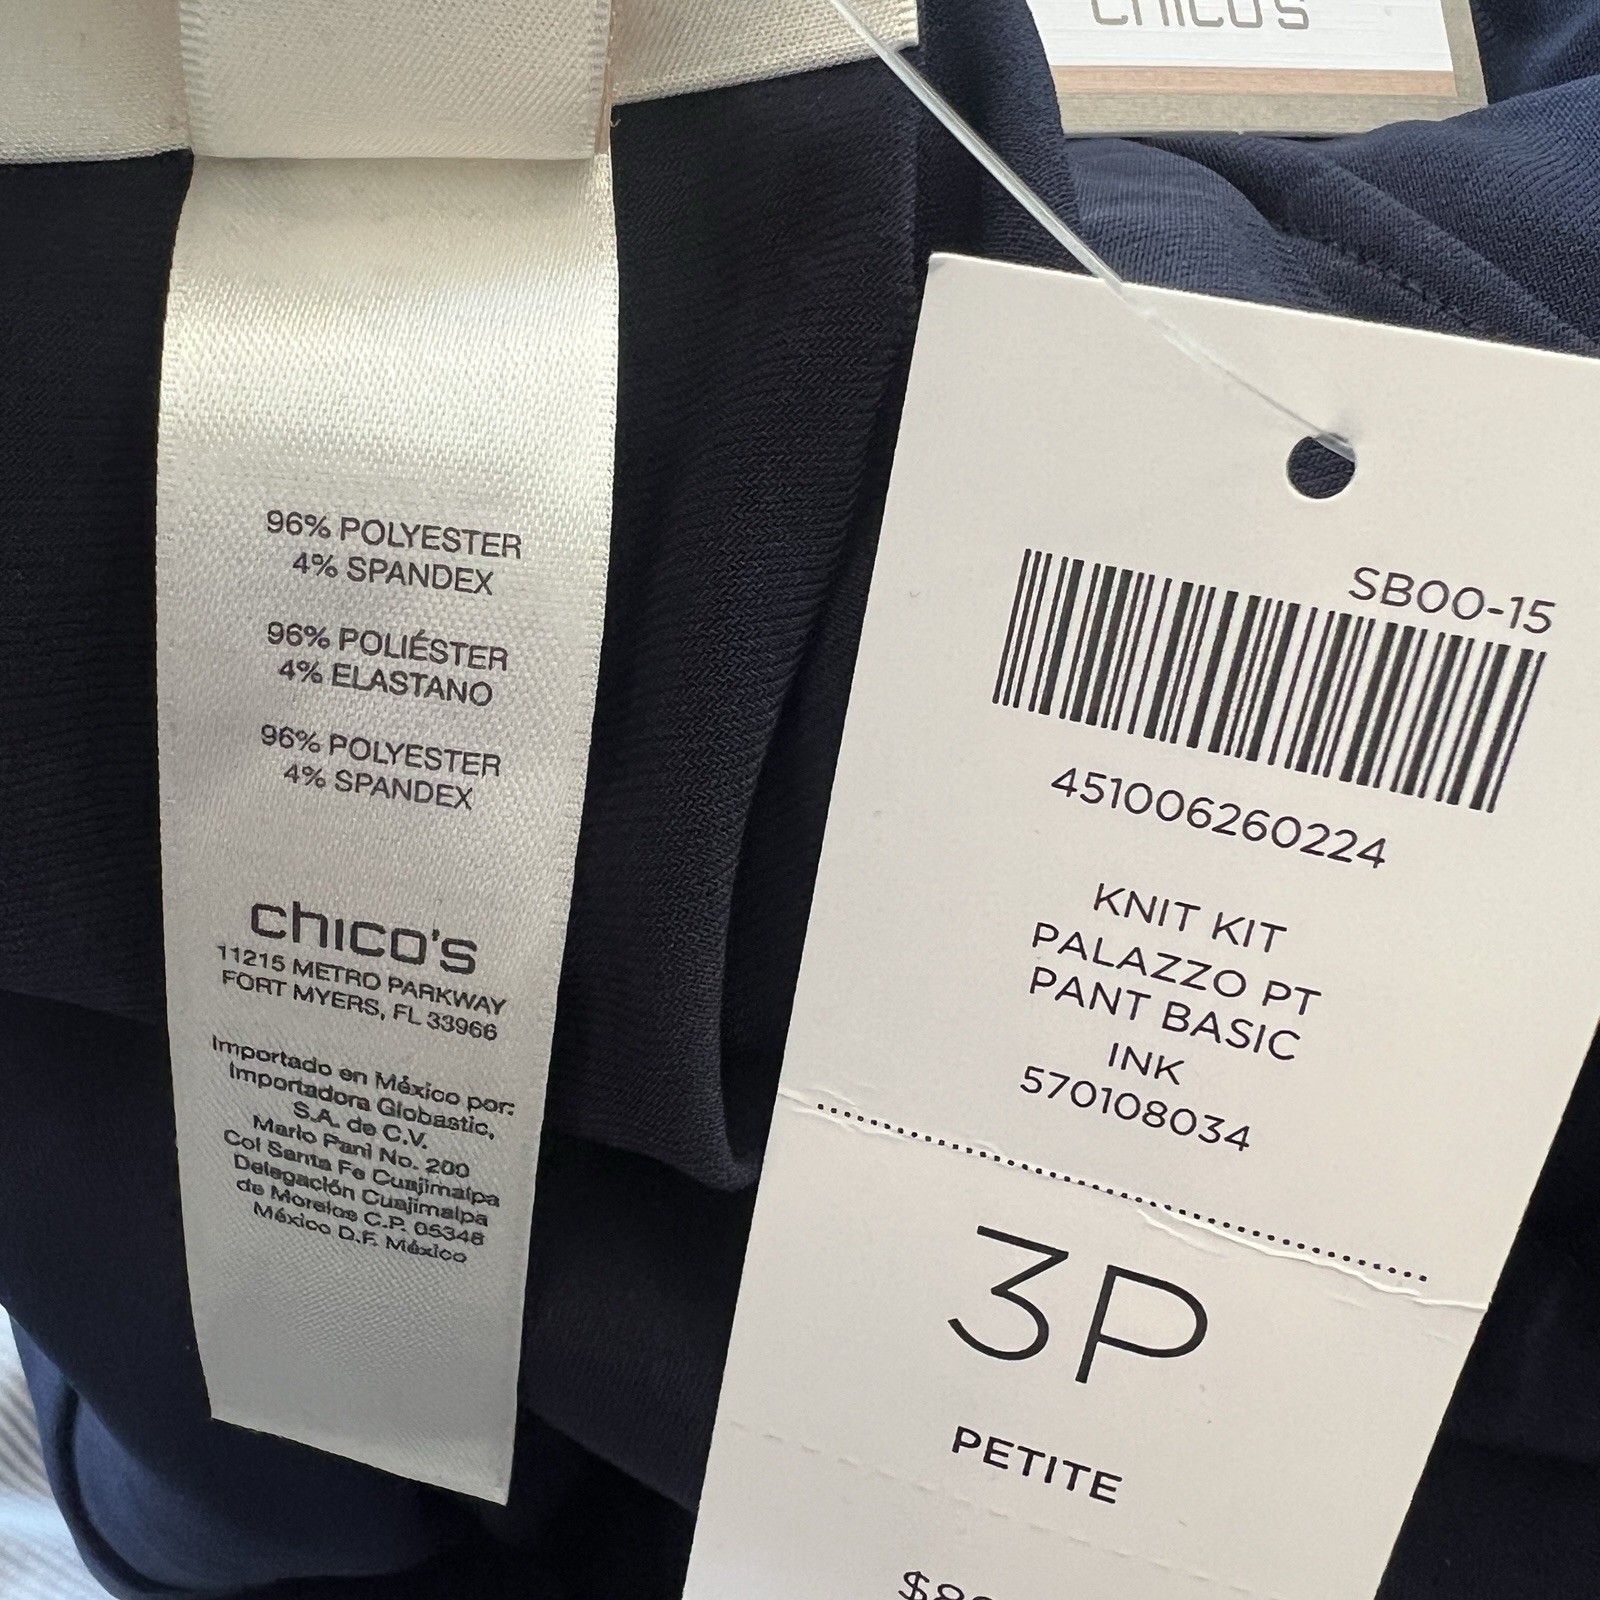 96% POLYESTER
4% SPANDEX
96% POLIÉSTER
4% ELASTANO
96% POLYESTER
4% SPANDEX
chico's
11215 METRO PARKWAY
FORT MYERS, FL 33966
Importado en México por:
Importadora Globastic,
S.A. de C.V.
Mario Pani No. 200
Col Santa Fe Cuajimalpa
Delegación Cuajimalpa
de Morelos C.P. 05348
México D.F. México
chico's
SB00-15
451006260224
KNIT KIT
PALAZZO PT
PANT BASIC
INK
570108034
3P
PETITE